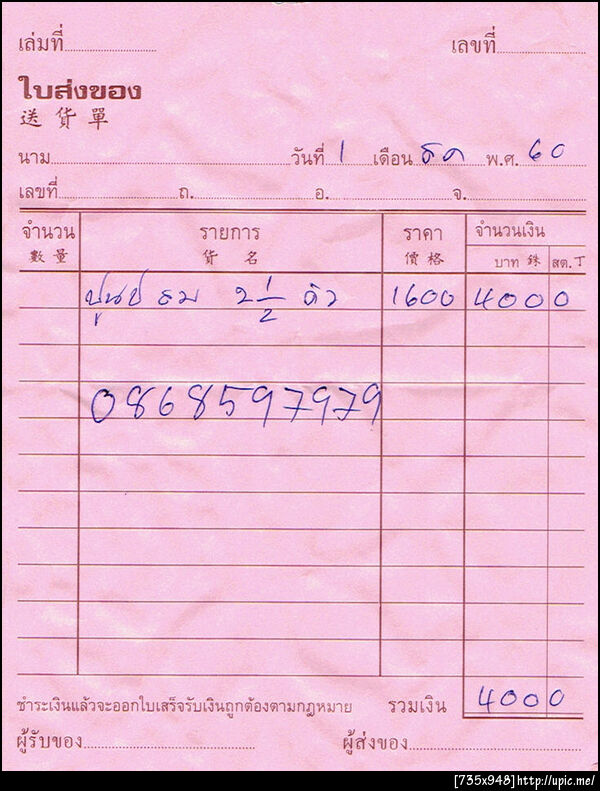 เล่มที่ เลขที่
ใบส่งของ
送貨單
นาม วันที่ 1 เดือน ธค พ.ศ. 60
เลขที่ ถ. อ. จ.
จำนวน รายการ ราคา จำนวนเงิน
數量 貨名 價格 บาท 銖 สต. 丁
2 1/2 คิว 1600 4000
0868597979
ชำระเงินแล้วจะออกใบเสร็จรับเงินถูกต้องตามกฎหมาย รวมเงิน 4000
ผู้รับของ ผู้ส่งของ
[735x948]http://upic.me/